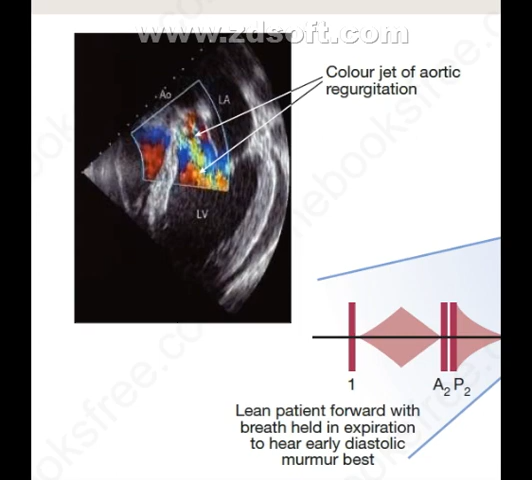 www.zdsoft.com
Ao
LA
LV
Colour jet of aortic
regurgitation
1
A2 P2
Lean patient forward with
breath held in expiration
to hear early diastolic
murmur best